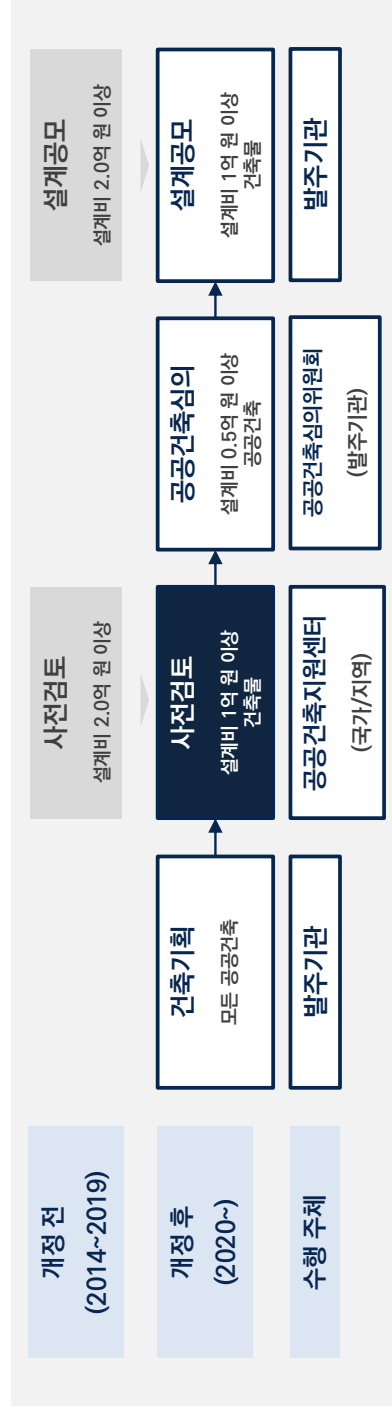 개정 전
(2014~2019)
사전검토
설계비 2.0억 원 이상
설계공모
설계비 2.0억 원 이상
개정 후
(2020~)
건축기획
모든 공공건축
사전검토
설계비 1억 원 이상
건축물
공공건축심의
설계비 0.5억 원 이상
공공건축
설계공모
설계비 1억 원 이상
건축물
수행 주체
발주기관
공공건축지원센터
(국가/지역)
공공건축심의위원회
(발주기관)
발주기관